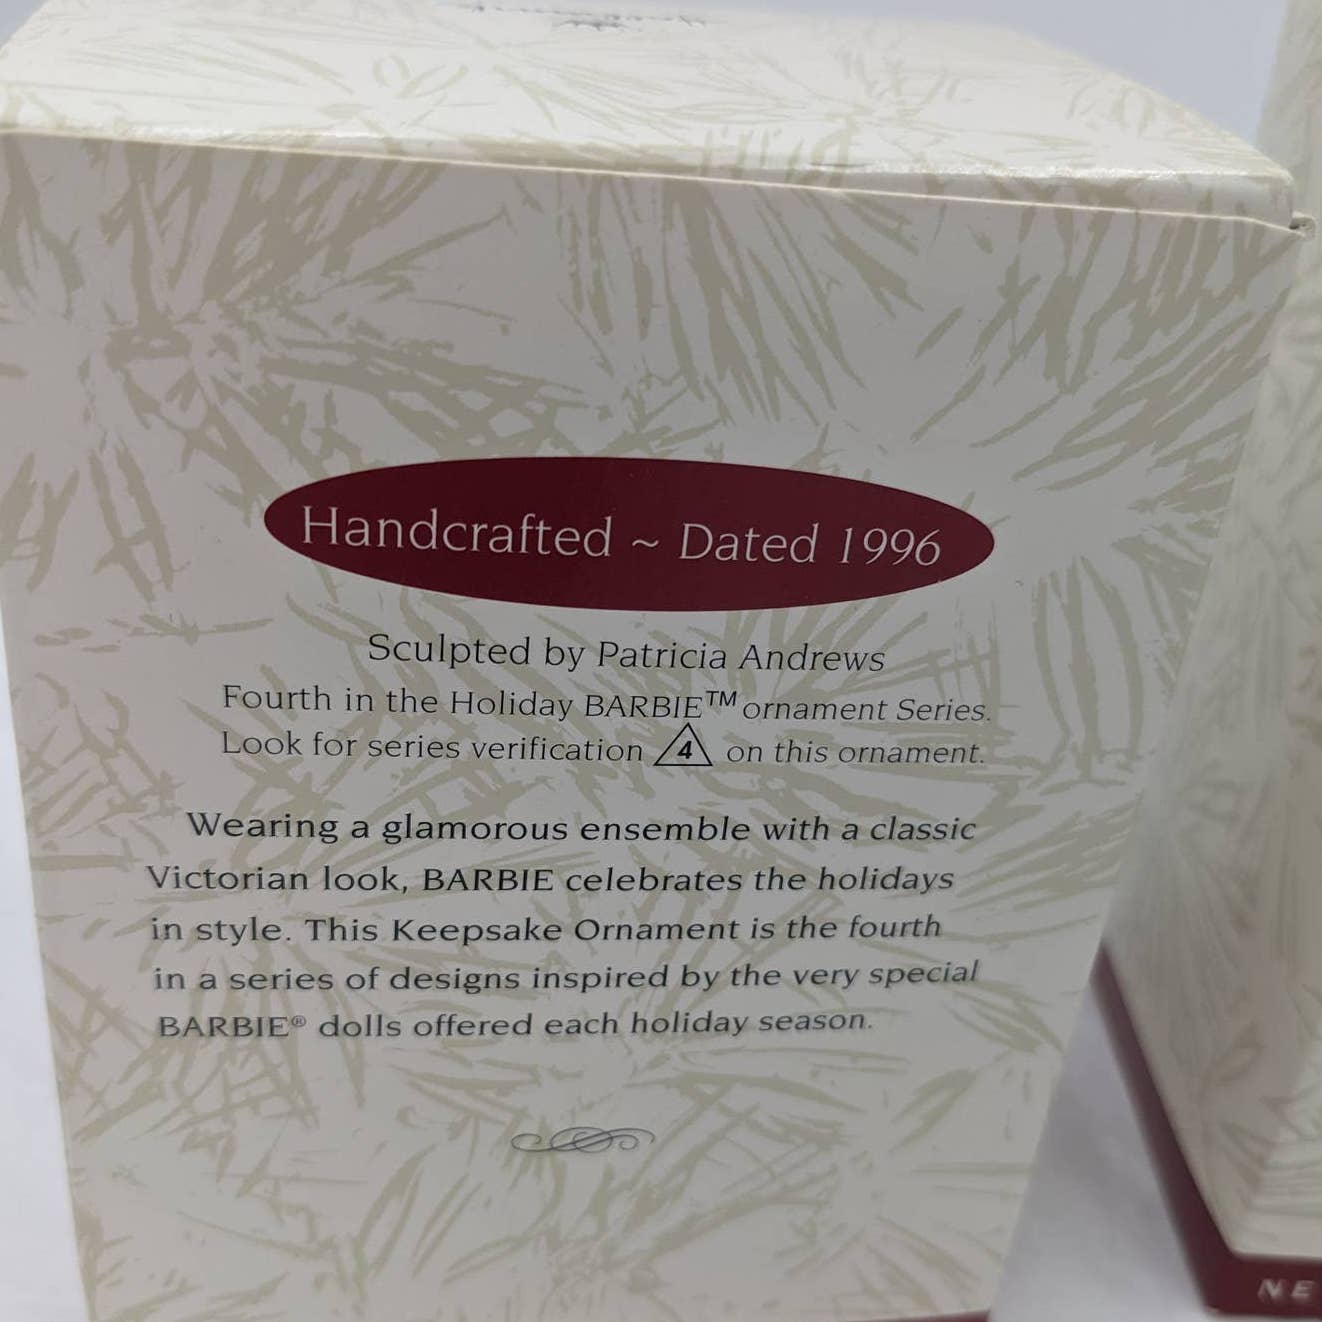 Handcrafted ~ Dated 1996
Sculpted by Patricia Andrews
Fourth in the Holiday BARBIE™ ornament Series.
Look for series verification 4 on this ornament.
Wearing a glamorous ensemble with a classic
Victorian look, BARBIE celebrates the holidays
in style. This Keepsake Ornament is the fourth
in a series of designs inspired by the very special
BARBIE® dolls offered each holiday season.
NE